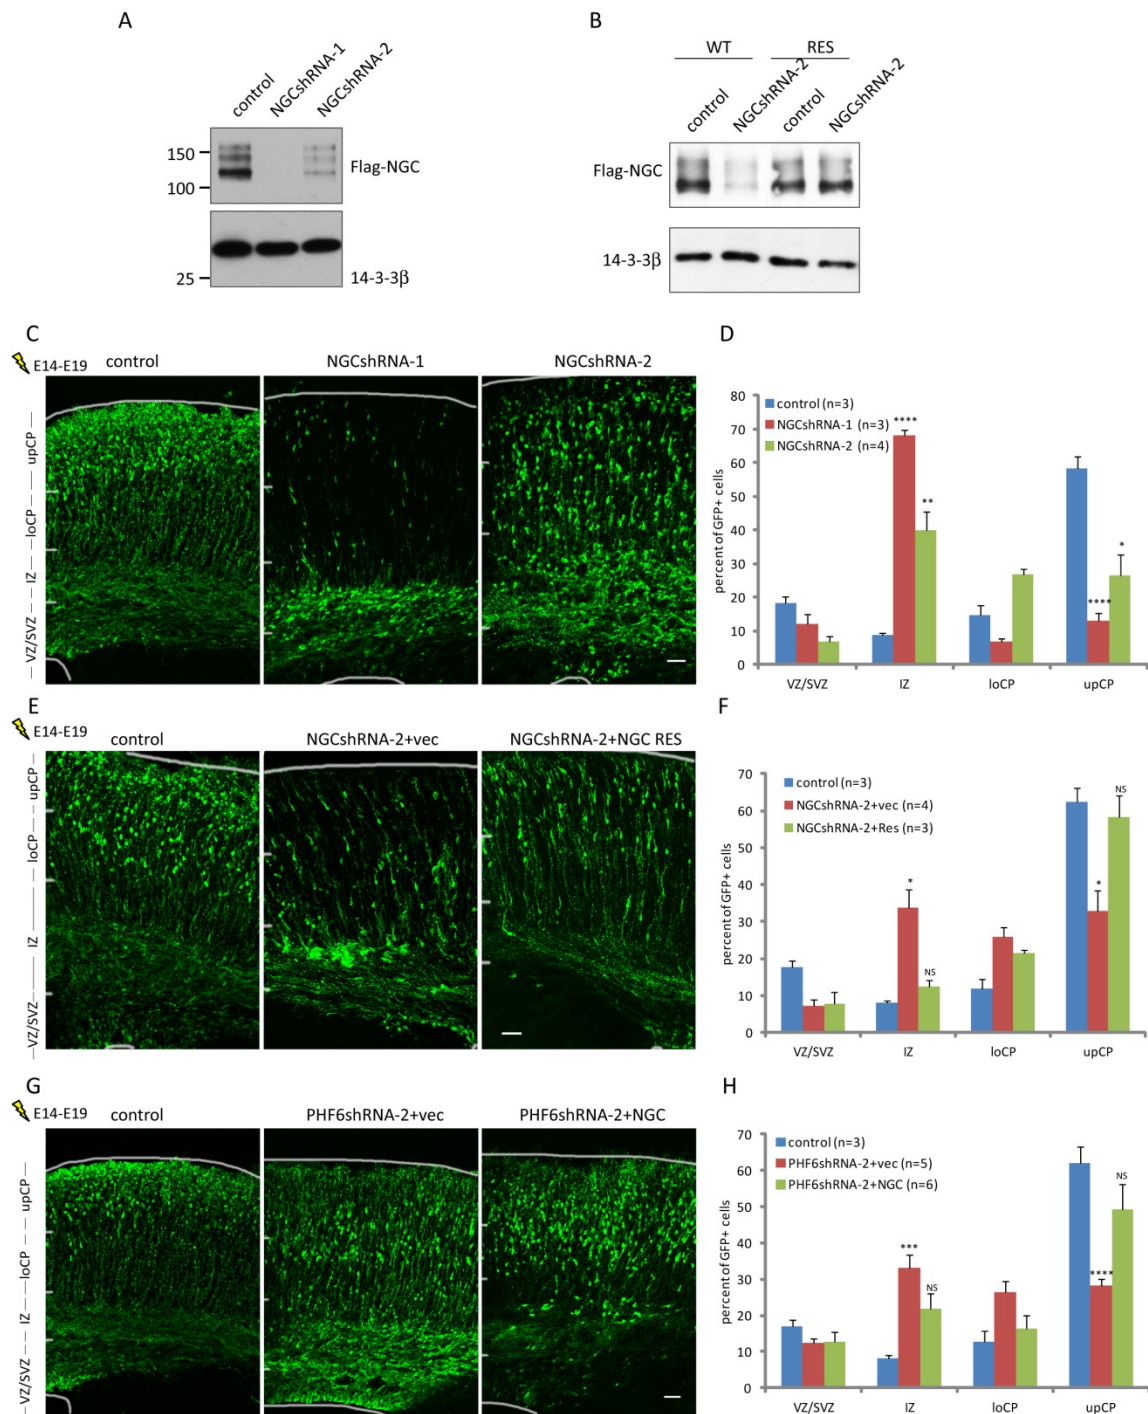 A
control
NGCshRNA-1
NGCshRNA-2
150
100
Flag-NGC
25
14-3-3β
B
WT
RES
control
NGCshRNA-2
control
NGCshRNA-2
Flag-NGC
14-3-3β
C
E14-E19
control
NGCshRNA-1
NGCshRNA-2
VZ/SVZ
IZ
loCP
upCP
D
percent of GFP+ cells
80
70
60
50
40
30
20
10
0
control (n=3)
NGCshRNA-1 (n=3)
NGCshRNA-2 (n=4)
****
**
****
*
VZ/SVZ
IZ
loCP
upCP
E
E14-E19
control
NGCshRNA-2+vec
NGCshRNA-2+NGC RES
VZ/SVZ
IZ
loCP
upCP
F
percent of GFP+ cells
70
60
50
40
30
20
10
0
control (n=3)
NGCshRNA-2+vec (n=4)
NGCshRNA-2+Res (n=3)
*
NS
*
NS
VZ/SVZ
IZ
loCP
upCP
G
E14-E19
control
PHF6shRNA-2+vec
PHF6shRNA-2+NGC
VZ/SVZ
IZ
loCP
upCP
H
percent of GFP+ cells
70
60
50
40
30
20
10
0
control (n=3)
PHF6shRNA-2+vec (n=5)
PHF6shRNA-2+NGC (n=6)
***
NS
****
NS
VZ/SVZ
IZ
loCP
upCP